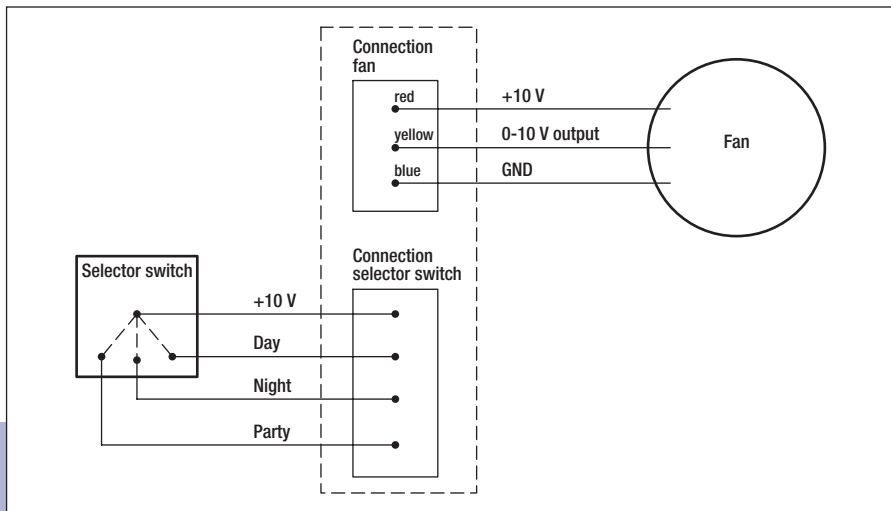 Connection
fan
red
+10 V
yellow
0-10 V output
Fan
blue
GND
Connection
selector switch
Selector switch
+10 V
Day
Night
Party